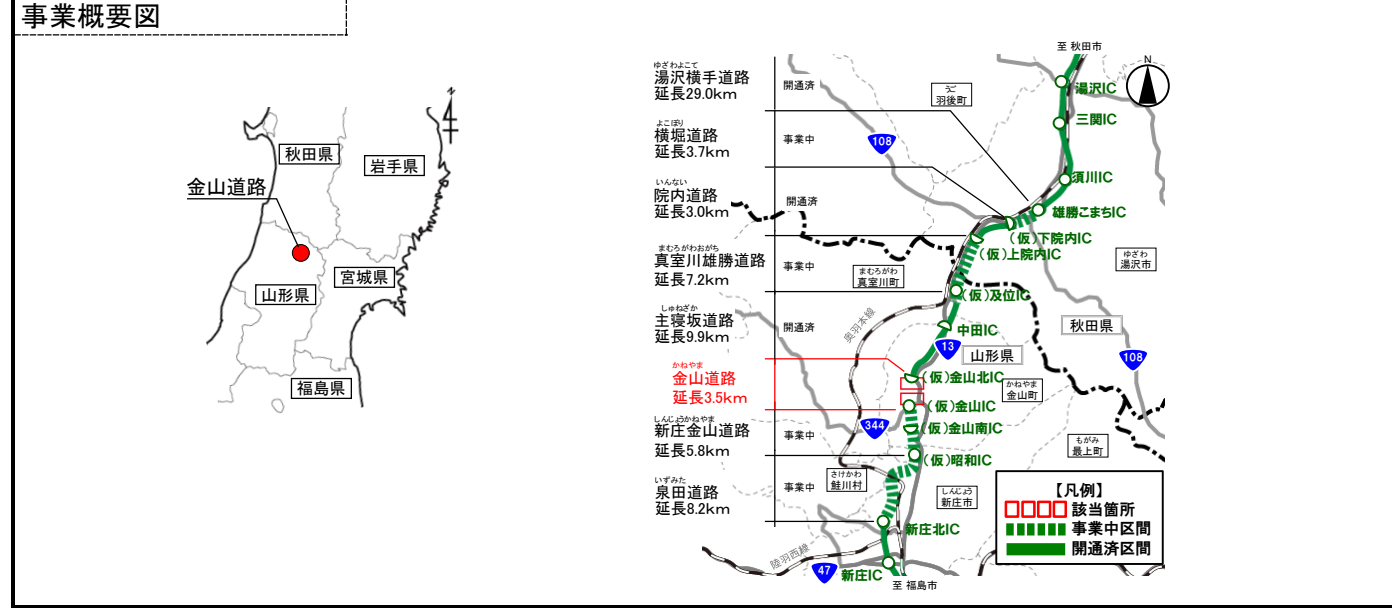 事業概要図
秋田県
岩手県
金山道路
宮城県
山形県
福島県
ゆざわよこて
湯沢横手道路
延長29.0km
開通済
よこぼり
横堀道路
延長3.7km
事業中
いんない
院内道路
延長3.0km
開通済
まむろがわおがち
真室川雄勝道路
延長7.2km
事業中
しゅねざか
主寝坂道路
延長9.9km
開通済
かねやま
金山道路
延長3.5km
しんじょうかねやま
新庄金山道路
延長5.8km
事業中
いずみた
泉田道路
延長8.2km
事業中
至 秋田市
N
湯沢IC
うご
羽後町
三関IC
108
須川IC
雄勝こまちIC
(仮)下院内IC
(仮)上院内IC
ゆざわ
湯沢市
まむろがわ
真室川町
(仮)及位IC
奥羽本線
中田IC
秋田県
13
山形県
108
(仮)金山北IC
かねやま
金山町
(仮)金山IC
344
(仮)金山南IC
もがみ
最上町
(仮)昭和IC
さけかわ
鮭川村
しんじょう
新庄市
新庄北IC
陸羽西線
47
新庄IC
至 福島市
【凡例】
該当箇所
事業中区間
開通済区間